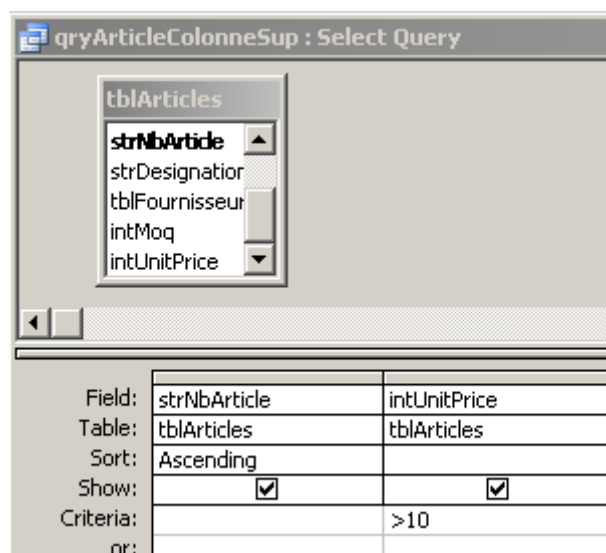 qryArticleColonneSup : Select Query
tblArticles
strNbArticle
strDesignation
tblFournisseur
intMoq
intUnitPrice
Field: strNbArticle intUnitPrice
Table: tblArticles tblArticles
Sort: Ascending
Show:
Criteria: >10
or: